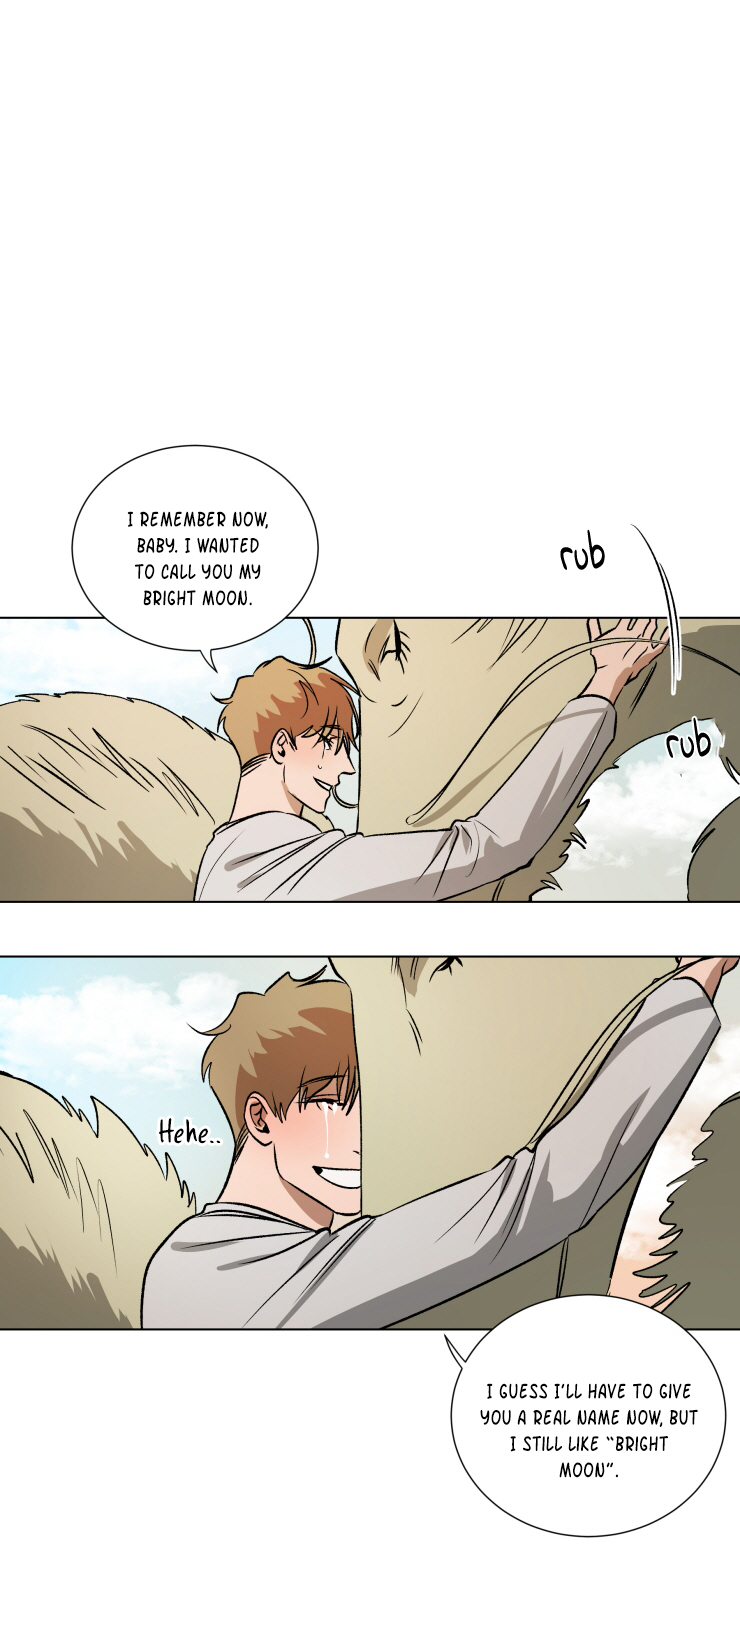 I REMEMBER NOW,
BABY. I WANTED
TO CALL YOU MY
BRIGHT MOON.
rub
rub
Hehe..
I GUESS I'LL HAVE TO GIVE
YOU A REAL NAME NOW, BUT
I STILL LIKE "BRIGHT
MOON".